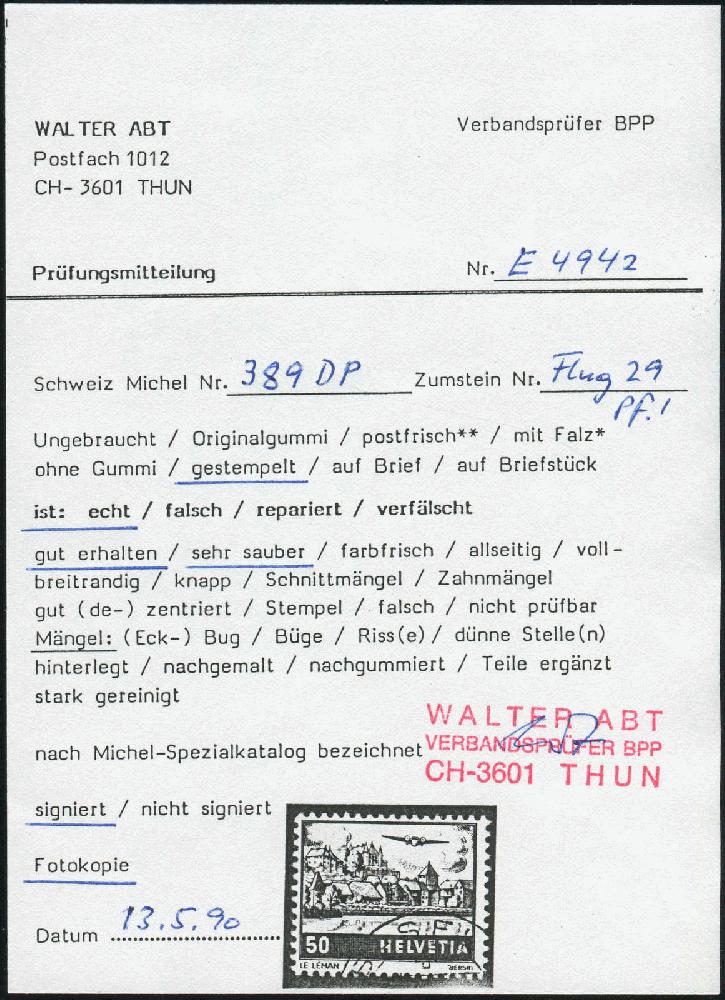 WALTER ABT
Verbandsprüfer BPP
Postfach 1012
CH-3601 THUN
Prüfungsmitteilung
Nr. E 4942
Schweiz Michel Nr. 389 DP Zumstein Nr. Flug 29
Pf. 1
Ungebraucht / Originalgummi / postfrisch** / mit Falz*
ohne Gummi / gestempelt / auf Brief / auf Briefstück
ist: echt / falsch / repariert / verfälscht
gut erhalten / sehr sauber / farbfrisch / allseitig / voll-
breitrandig / knapp / Schnittmängel / Zahnmängel
gut (de-) zentriert / Stempel / falsch / nicht prüfbar
Mängel: (Eck-) Bug / Büge / Riss(e) / dünne Stelle(n)
hinterlegt / nachgemalt / nachgummiert / Teile ergänzt
stark gereinigt
WALTER ABT
nach Michel-Spezialkatalog bezeichnet
VERBANDSPRÜFER BPP
CH-3601 THUN
signiert / nicht signiert
Fotokopie
Datum 13.5.90
50 HELVETIA
LE LÉMAN